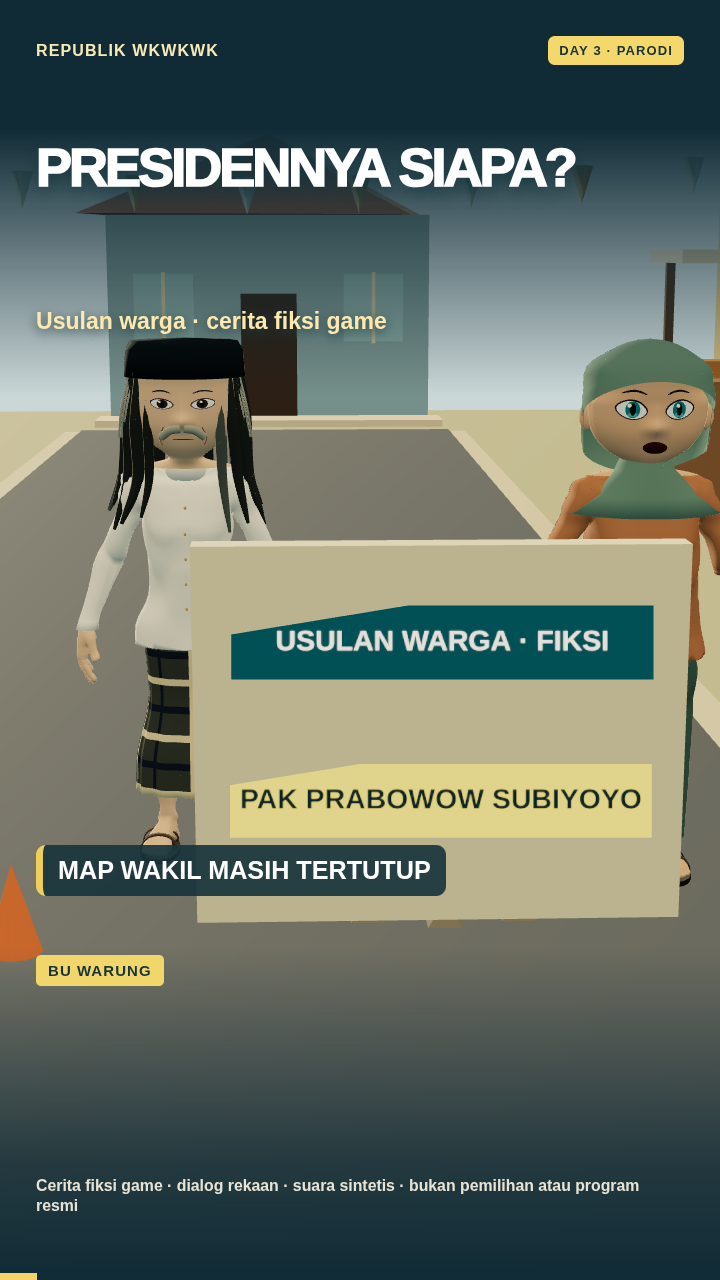 REPUBLIK WKWKWK
DAY 3 · PARODI
PRESIDENNYA SIAPA?
Usulan warga · cerita fiksi game
USULAN WARGA · FIKSI
PAK PRABOWOW SUBIYOYO
MAP WAKIL MASIH TERTUTUP
BU WARUNG
Cerita fiksi game · dialog rekaan · suara sintetis · bukan pemilihan atau program
resmi